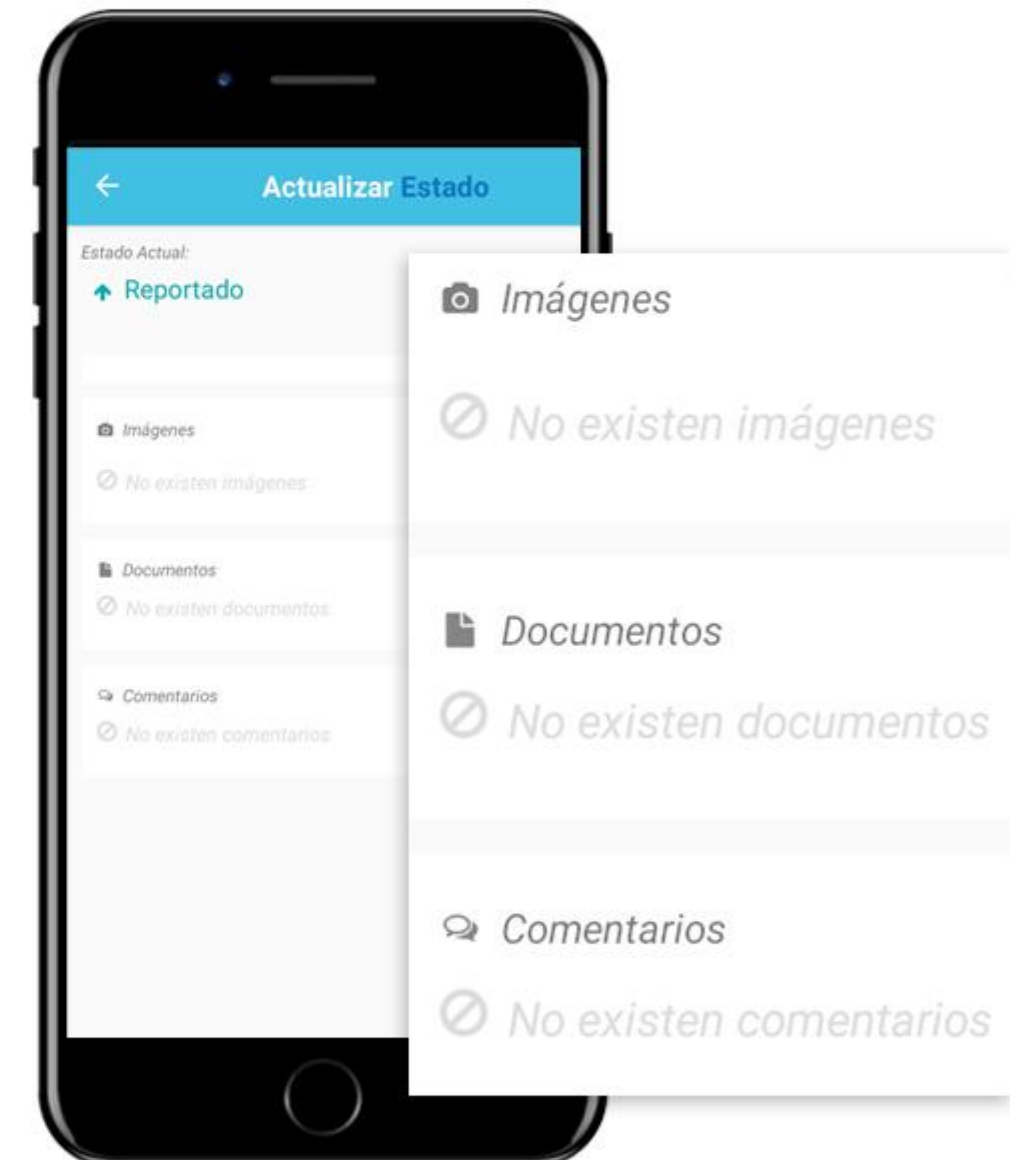 Actualizar Estado
Estado Actual:
Reportado
Imágenes
No existen imágenes
Documentos
No existen documentos
Comentarios
No existen comentarios
Imágenes
No existen imágenes
Documentos
No existen documentos
Comentarios
No existen comentarios